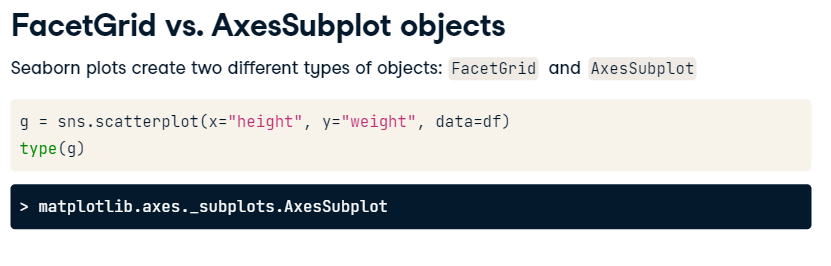 FacetGrid vs. AxesSubplot objects
Seaborn plots create two different types of objects: FacetGrid and AxesSubplot
g = sns.scatterplot(x="height", y="weight", data=df)
type(g)
> matplotlib.axes._subplots.AxesSubplot